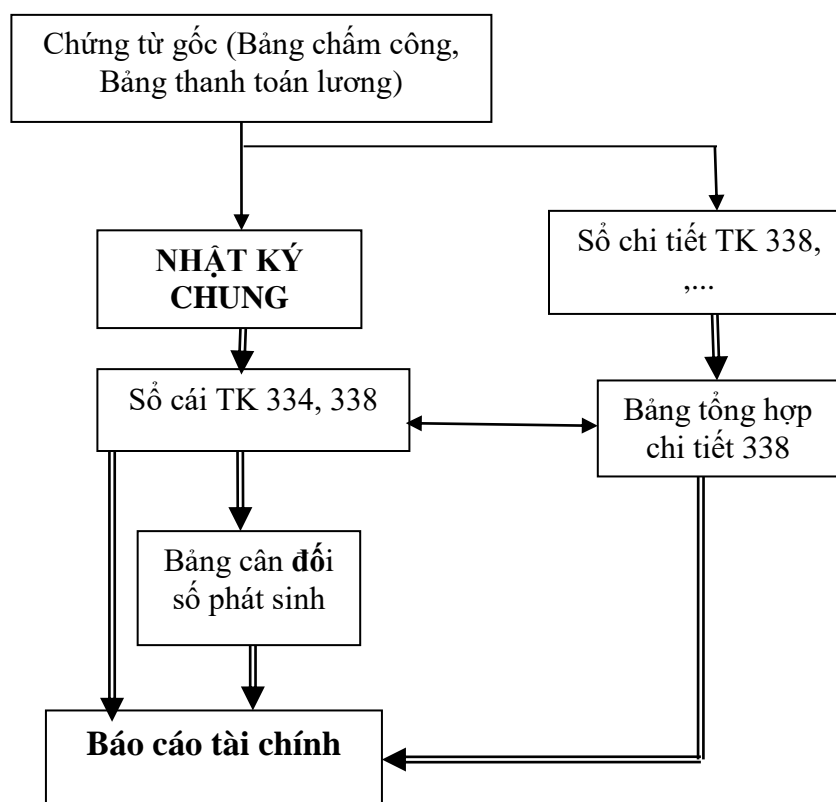 Chứng từ gốc (Bảng chấm công,
Bảng thanh toán lương)
NHẬT KÝ
CHUNG
Sổ chi tiết TK 338,
,...
Sổ cái TK 334, 338
Bảng tổng hợp
chi tiết 338
Bảng cân đối
số phát sinh
Báo cáo tài chính